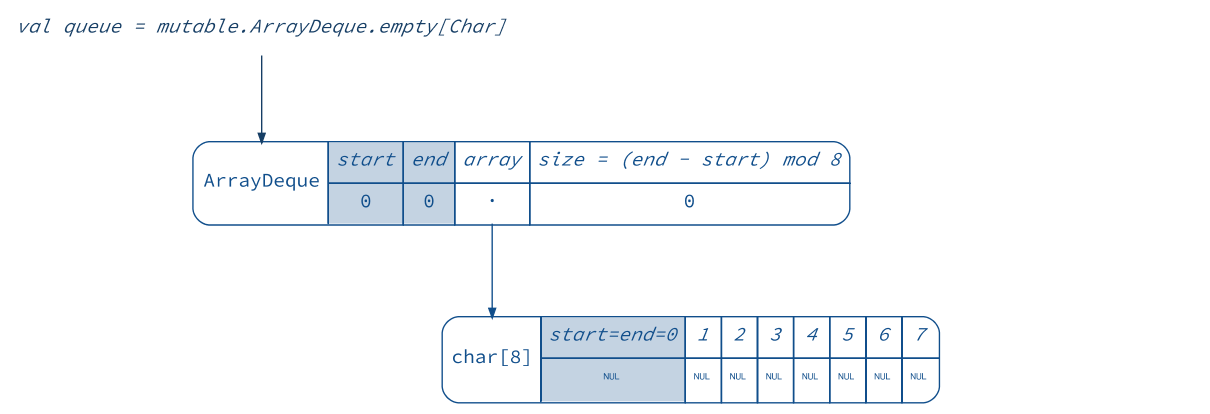 val queue = mutable.ArrayDeque.empty[Char]
start end array size = (end - start) mod 8
ArrayDeque
0 0 · 0
start=end=0 1 2 3 4 5 6 7
char[8]
NUL NUL NUL NUL NUL NUL NUL NUL